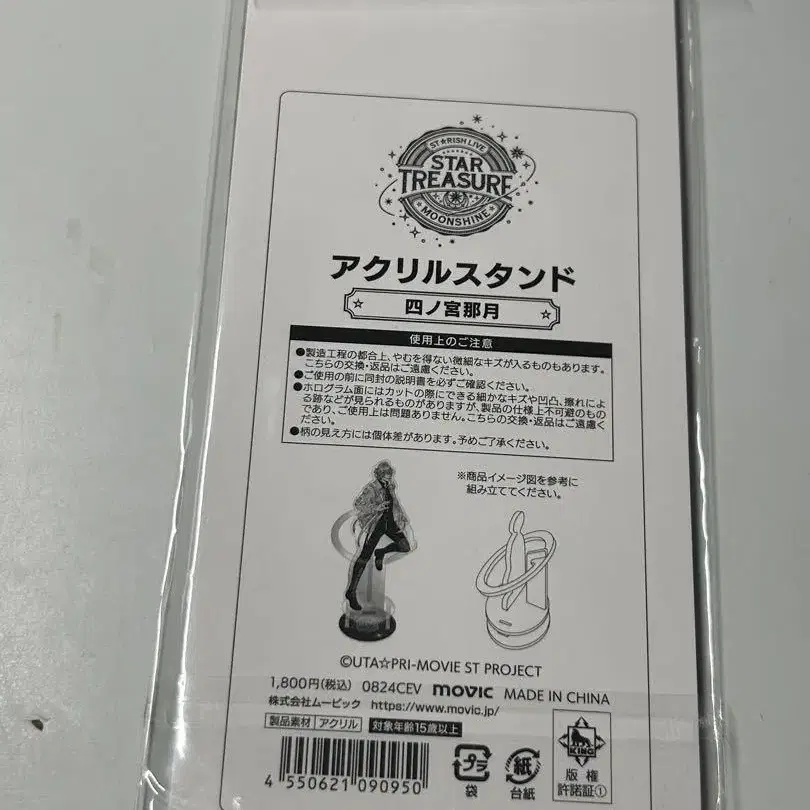 ST☆RISH LIVE
STAR
TREASURE
MOONSHINE
アクリルスタンド
☆ 四ノ宮那月 ☆
使用上のご注意
●製造工程の都合上、やむを得ない微細なキズが入るものもあります。
こちらの交換・返品はご遠慮ください。
●ご使用の前に同封の説明書を必ずご確認ください。
●ホログラム面にはカットの際にできる細かなキズや凹凸、擦れによ
る跡などが見られるものがありますが、製品の仕様上不可避のもの
であり、ご使用上は問題ありません。こちらの交換・返品はご遠慮く
ださい。
●柄の見え方には個体差があります。予めご了承ください。
※商品イメージ図を参考に
組み立ててください。
©UTA☆PRI-MOVIE ST PROJECT
1,800円(税込) 0824CEV movic MADE IN CHINA
株式会社ムービック https://www.movic.jp/
製品素材 アクリル 対象年齢15歳以上
4 550621 090950
プラ
袋
紙
台紙
KING
版権
許諾証①